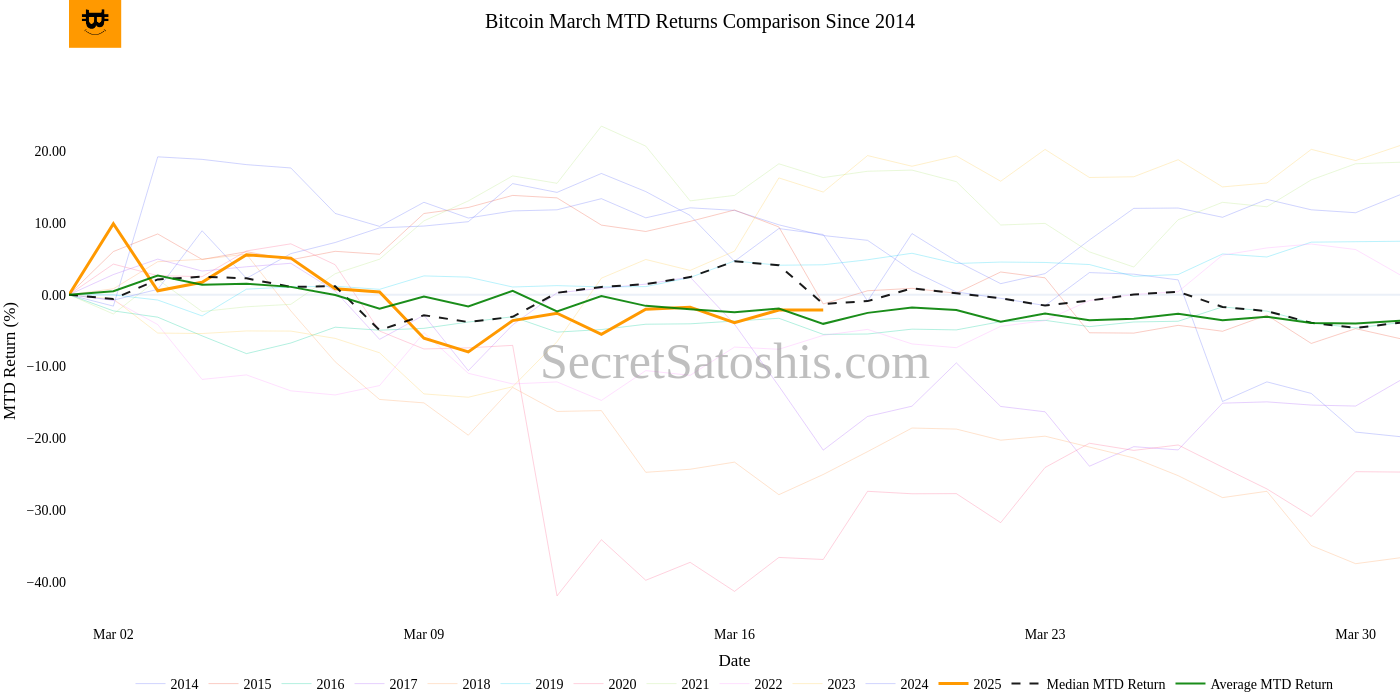 Bitcoin March MTD Returns Comparison Since 2014
MTD Return (%)
20.00
10.00
0.00
−10.00
−20.00
−30.00
−40.00
SecretSatoshis.com
Mar 02 Mar 09 Mar 16 Mar 23 Mar 30
Date
2014 2015 2016 2017 2018 2019 2020 2021 2022 2023 2024 2025 Median MTD Return Average MTD Return